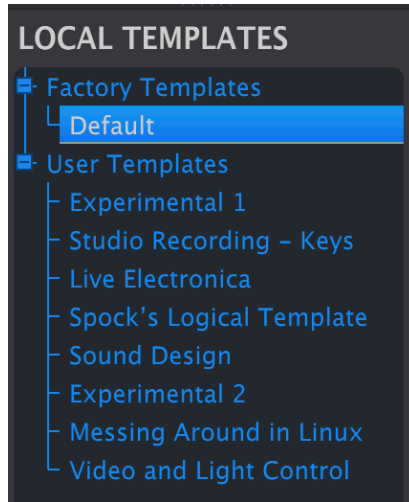 LOCAL TEMPLATES
Factory Templates
Default
User Templates
Experimental 1
Studio Recording – Keys
Live Electronica
Spock’s Logical Template
Sound Design
Experimental 2
Messing Around in Linux
Video and Light Control